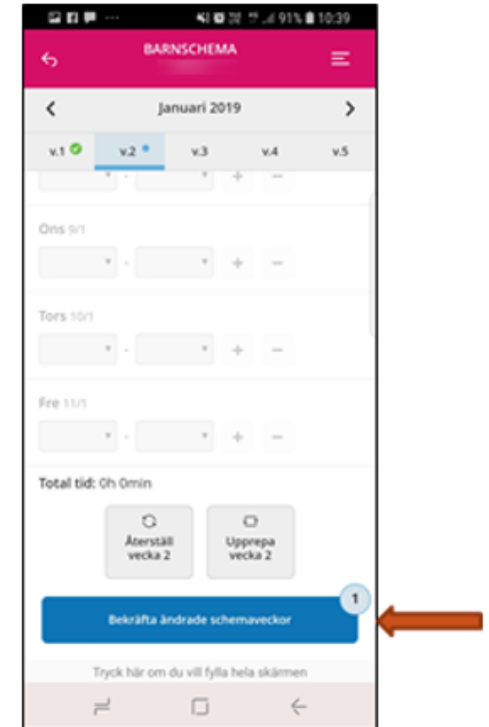 91% 10:39
BARNSCHEMA
Januari 2019
v.1 v.2 v.3 v.4 v.5
- + -
Ons 9/1
- + -
Tors 10/1
- + -
Fre 11/1
- + -
Total tid: 0h 0min
Återställ vecka 2
Upprepa vecka 2
1
Bekräfta ändrade schemaveckor
Tryck här om du vill fylla hela skärmen